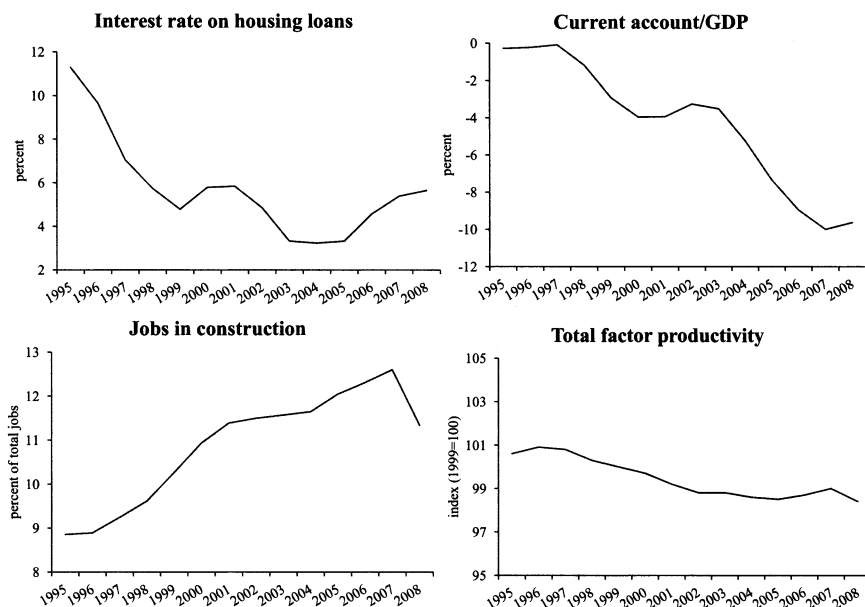 Interest rate on housing loans
12
10
8
6
4
2
percent
1995 1996 1997 1998 1999 2000 2001 2002 2003 2004 2005 2006 2007 2008
Current account/GDP
0
-2
-4
-6
-8
-10
-12
percent
1995 1996 1997 1998 1999 2000 2001 2002 2003 2004 2005 2006 2007 2008
Jobs in construction
13
12
11
10
9
8
percent of total jobs
1995 1996 1997 1998 1999 2000 2001 2002 2003 2004 2005 2006 2007 2008
Total factor productivity
105
103
101
99
97
95
index (1999=100)
1995 1996 1997 1998 1999 2000 2001 2002 2003 2004 2005 2006 2007 2008